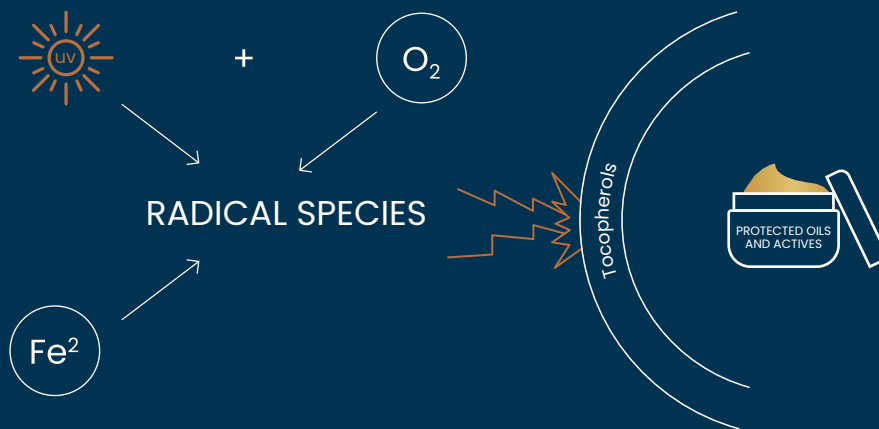 UV
+
O₂
RADICAL SPECIES
Fe²
Tocopherols
PROTECTED OILS
AND ACTIVES